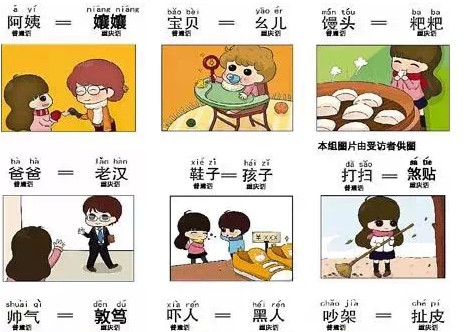 ā yí niāng niāng bǎo bèi yāo ér mán tóu ba ba
阿姨 = 孃孃 宝贝 = 幺儿 馒头 = 粑粑
普通话 重庆话 普通话 重庆话 普通话 重庆话
本组图片由受访者供图
bà bà lǎo hàn xié zi hái zi dǎ sǎo
爸爸 = 老汉 鞋子 = 孩子 打扫 = 煞贴
普通话 重庆话 普通话 重庆话 普通话 重庆话
¥XXX
shuài qì dēn dǔ xià rén hēi rén chǎo jià chě pí
帅气 = 敦笃 吓人 = 黑人 吵架 = 扯皮
普通话 重庆话 普通话 重庆话 普通话 重庆话